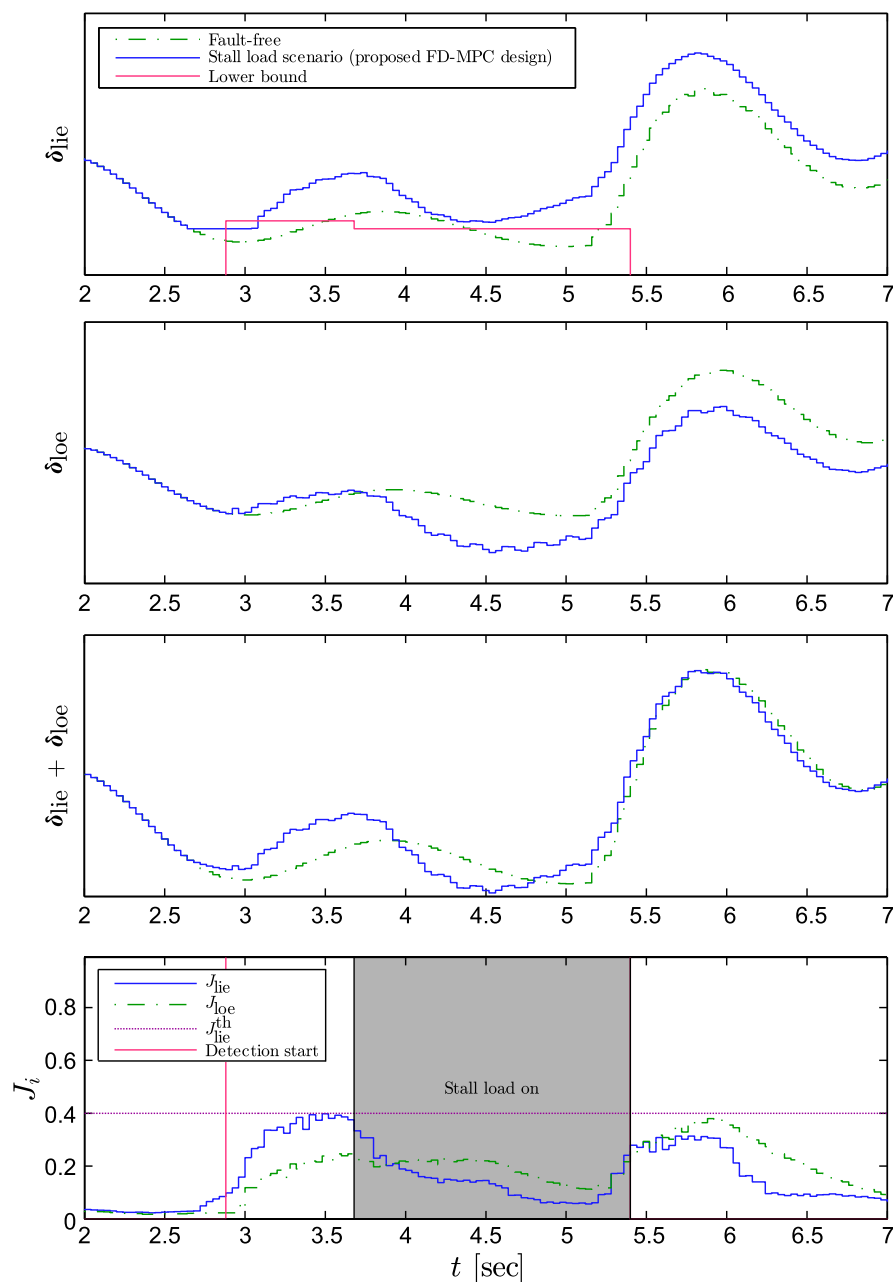 Fault-free
Stall load scenario (proposed FD-MPC design)
Lower bound
δlie
2 2.5 3 3.5 4 4.5 5 5.5 6 6.5 7
δloe
2 2.5 3 3.5 4 4.5 5 5.5 6 6.5 7
δlie + δloe
2 2.5 3 3.5 4 4.5 5 5.5 6 6.5 7
Jlie
Jloe
J^th_lie
Detection start
Stall load on
Ji
0.8
0.6
0.4
0.2
0
2 2.5 3 3.5 4 4.5 5 5.5 6 6.5 7
t [sec]